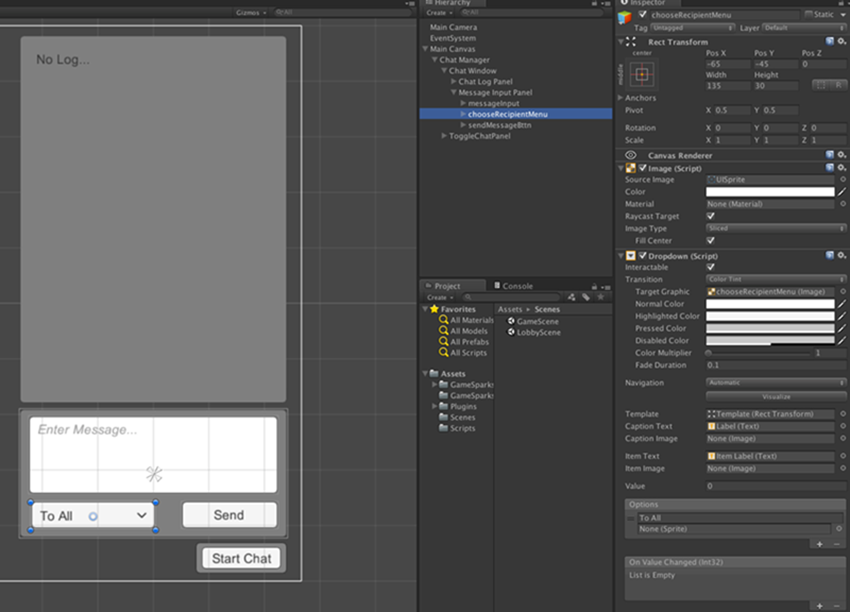 Gizmos
All
No Log...
Enter Message...
To All
Send
Start Chat
Hierarchy
Create
All
Main Camera
EventSystem
Main Canvas
Chat Manager
Chat Window
Chat Log Panel
Message Input Panel
messageInput
chooseRecipientMenu
sendMessageBttn
ToggleChatPanel
Project
Console
Create
Favorites
All Materials
All Models
All Prefabs
All Scripts
Assets
GameSparks
GameSparks
Plugins
Scenes
Scripts
Assets Scenes
GameScene
LobbyScene
Inspector
chooseRecipientMenu Static
Tag Untagged Layer Default
Rect Transform
center Pos X Pos Y Pos Z
middle -65 -45 0
Width Height
135 30 R
Anchors
Pivot X 0.5 Y 0.5
Rotation X 0 Y 0 Z 0
Scale X 1 Y 1 Z 1
Canvas Renderer
Image (Script)
Source Image UISprite
Color
Material None (Material)
Raycast Target
Image Type Sliced
Fill Center
Dropdown (Script)
Interactable
Transition Color Tint
Target Graphic chooseRecipientMenu (Image)
Normal Color
Highlighted Color
Pressed Color
Disabled Color
Color Multiplier 1
Fade Duration 0.1
Navigation Automatic
Visualize
Template Template (Rect Transform)
Caption Text Label (Text)
Caption Image None (Image)
Item Text Item Label (Text)
Item Image None (Image)
Value 0
Options
To All
None (Sprite)
+ −
On Value Changed (Int32)
List is Empty
+ −